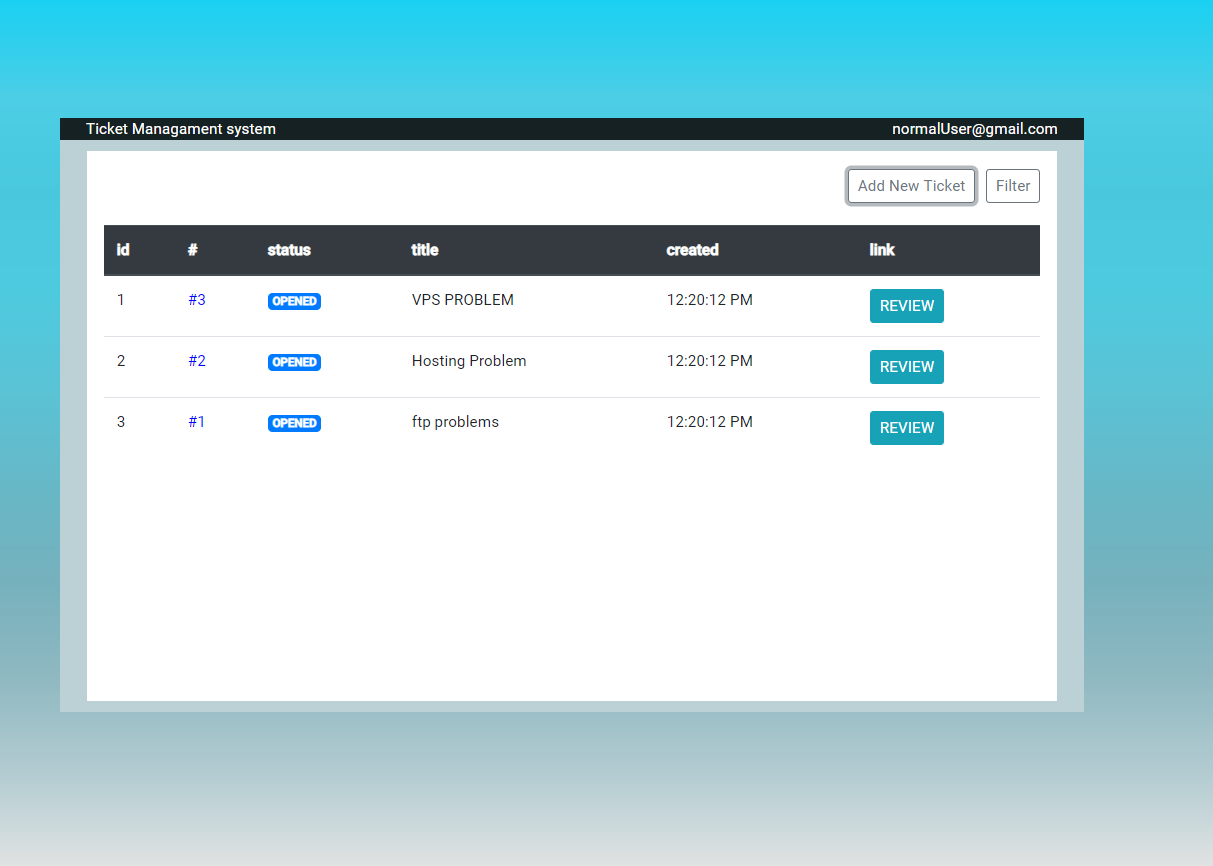 Ticket Managament system normalUser@gmail.com
Add New Ticket Filter
id # status title created link
1 #3 OPENED VPS PROBLEM 12:20:12 PM REVIEW
2 #2 OPENED Hosting Problem 12:20:12 PM REVIEW
3 #1 OPENED ftp problems 12:20:12 PM REVIEW